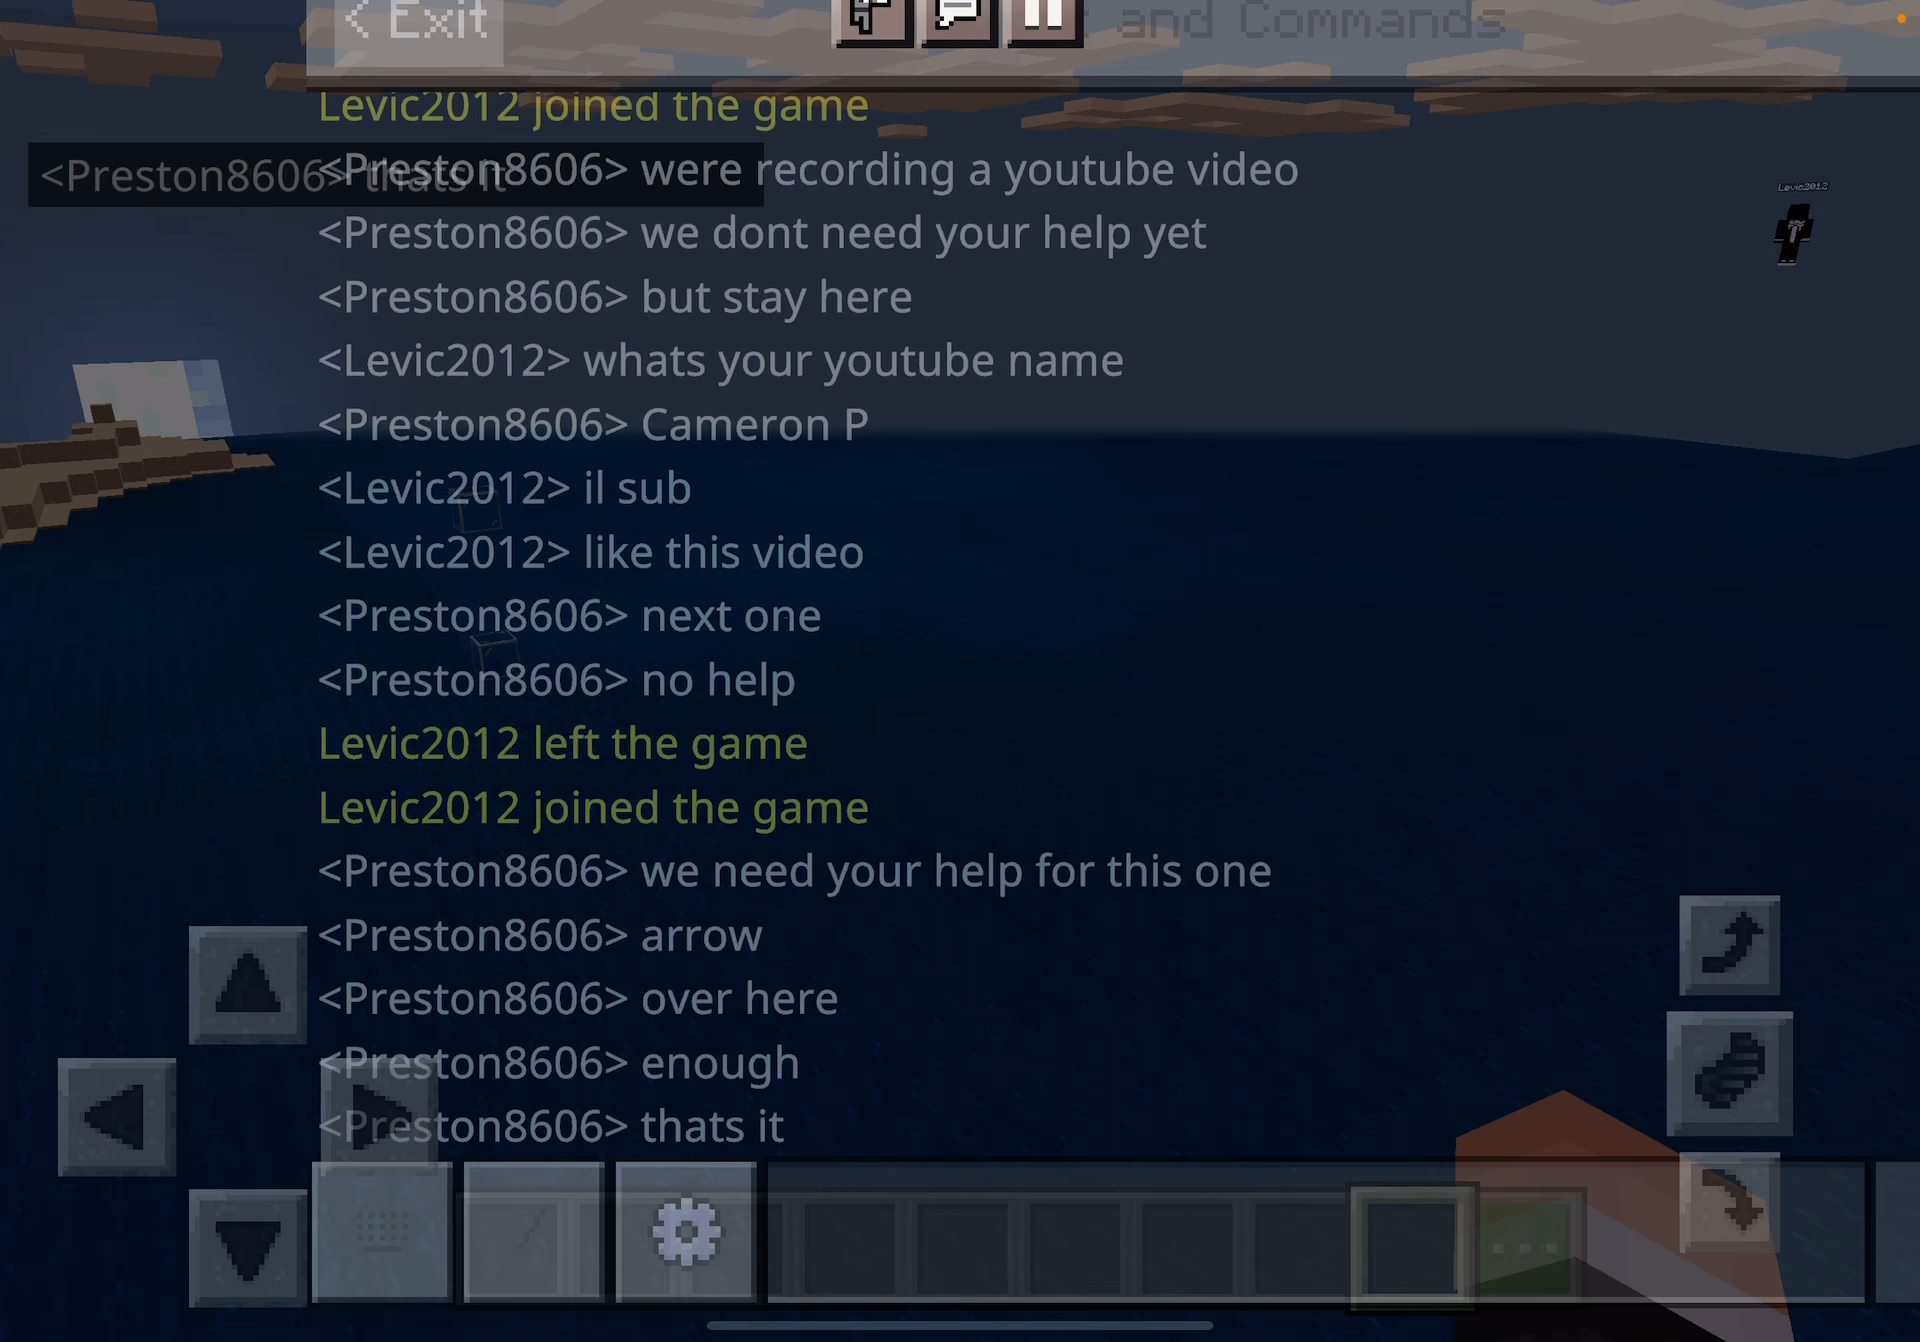 < Exit
and Commands
Levic2012 joined the game
<Preston8606> thats it
<Preston8606> were recording a youtube video
Levic2012
<Preston8606> we dont need your help yet
<Preston8606> but stay here
<Levic2012> whats your youtube name
<Preston8606> Cameron P
<Levic2012> il sub
<Levic2012> like this video
<Preston8606> next one
<Preston8606> no help
Levic2012 left the game
Levic2012 joined the game
<Preston8606> we need your help for this one
<Preston8606> arrow
<Preston8606> over here
<Preston8606> enough
<Preston8606> thats it